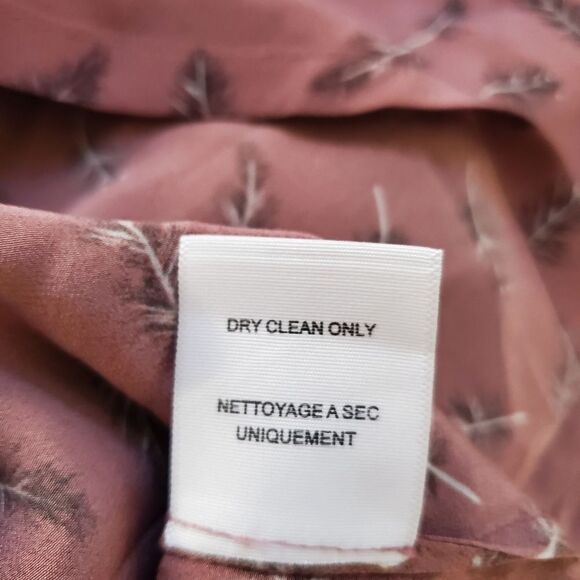 DRY CLEAN ONLY
NETTOYAGE A SEC
UNIQUEMENT